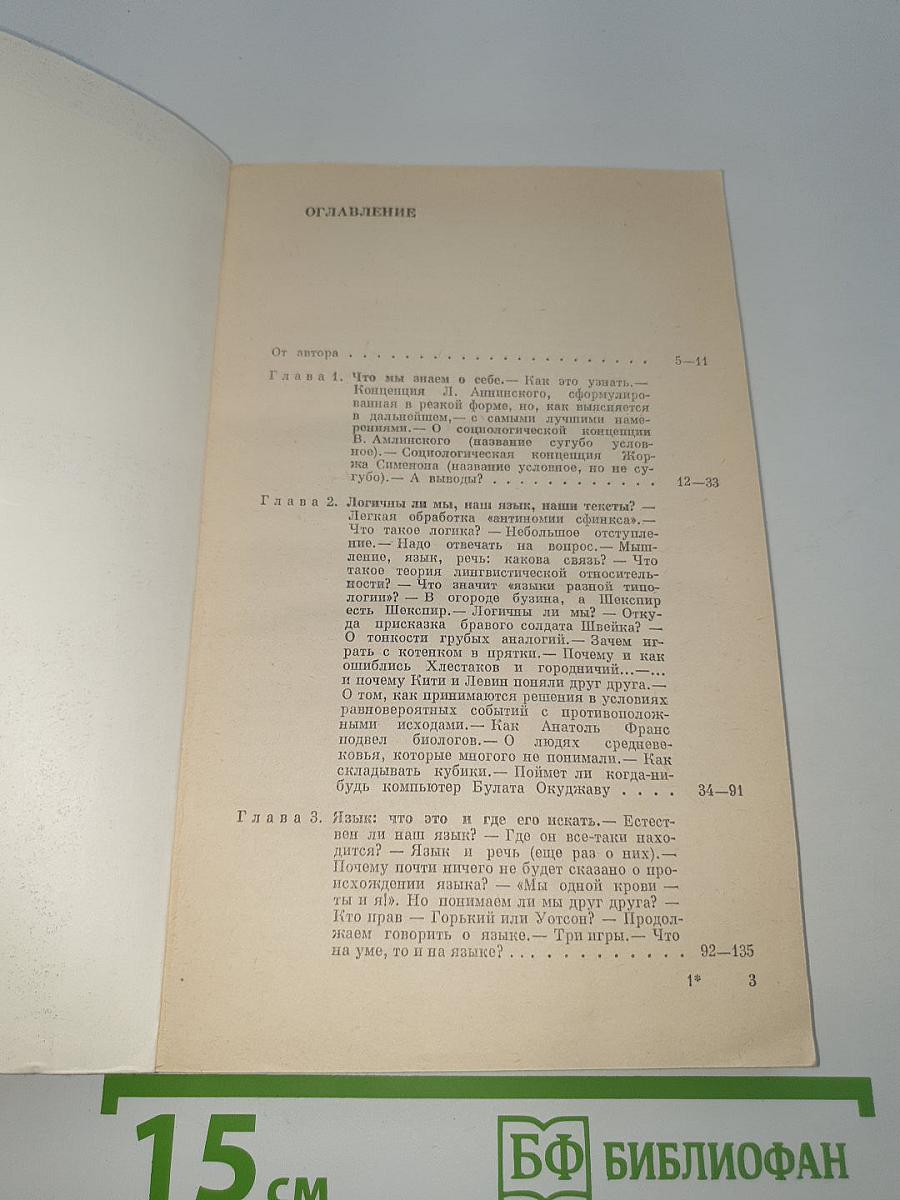 ОГЛАВЛЕНИЕ
От автора . . . . . . . . . . . . . . . . . . . . . . 5—11
Глава 1. Что мы знаем о себе.— Как это узнать.—
Концепция Л. Аннинского, сформулиро-
ванная в резкой форме, но, как выясняется
в дальнейшем,— с самыми лучшими наме-
рениями.— О социологической концепции
В. Амлинского (название сугубо услов-
ное).— Социологическая концепция Жор-
жа Сименона (название условное, но не су-
губо).— А выводы? . . . . . . . . . . . . 12—33
Глава 2. Логичны ли мы, наш язык, наши тексты? —
Легкая обработка «антиномии сфинкса».—
Что такое логика? — Небольшое отступле-
ние.— Надо отвечать на вопрос.— Мыш-
ление, язык, речь: какова связь? — Что
такое теория лингвистической относитель-
ности? — Что значит «языки разной типо-
логии»? — В огороде бузина, а Шекспир
есть Шекспир.— Логичны ли мы? — Отку-
да присказка бравого солдата Швейка? —
О тонкости грубых аналогий.— Зачем иг-
рать с котенком в прятки.— Почему и как
ошиблись Хлестаков и городничий...—...
и почему Кити и Левин поняли друг друга.—
О том, как принимаются решения в условиях
равновероятных событий с противополож-
ными исходами.— Как Анатоль Франс
подвел биологов.— О людях средневе-
ковья, которые многого не понимали.— Как
складывать кубики.— Поймет ли когда-ни-
будь компьютер Булата Окуджаву . . . . 34—91
Глава 3. Язык: что это и где его искать.— Естест-
вен ли наш язык? — Где он все-таки нахо-
дится? — Язык и речь (еще раз о них).—
Почему почти ничего не будет сказано о про-
исхождении языка? — «Мы одной крови —
ты и я!». Но понимаем ли мы друг друга? —
Кто прав — Горький или Уотсон? — Продол-
жаем говорить о языке.— Три игры.— Что
на уме, то и на языке? . . . . . . . . . . . . 92—135
1* 3
15 см
БФ БИБЛИОФАН